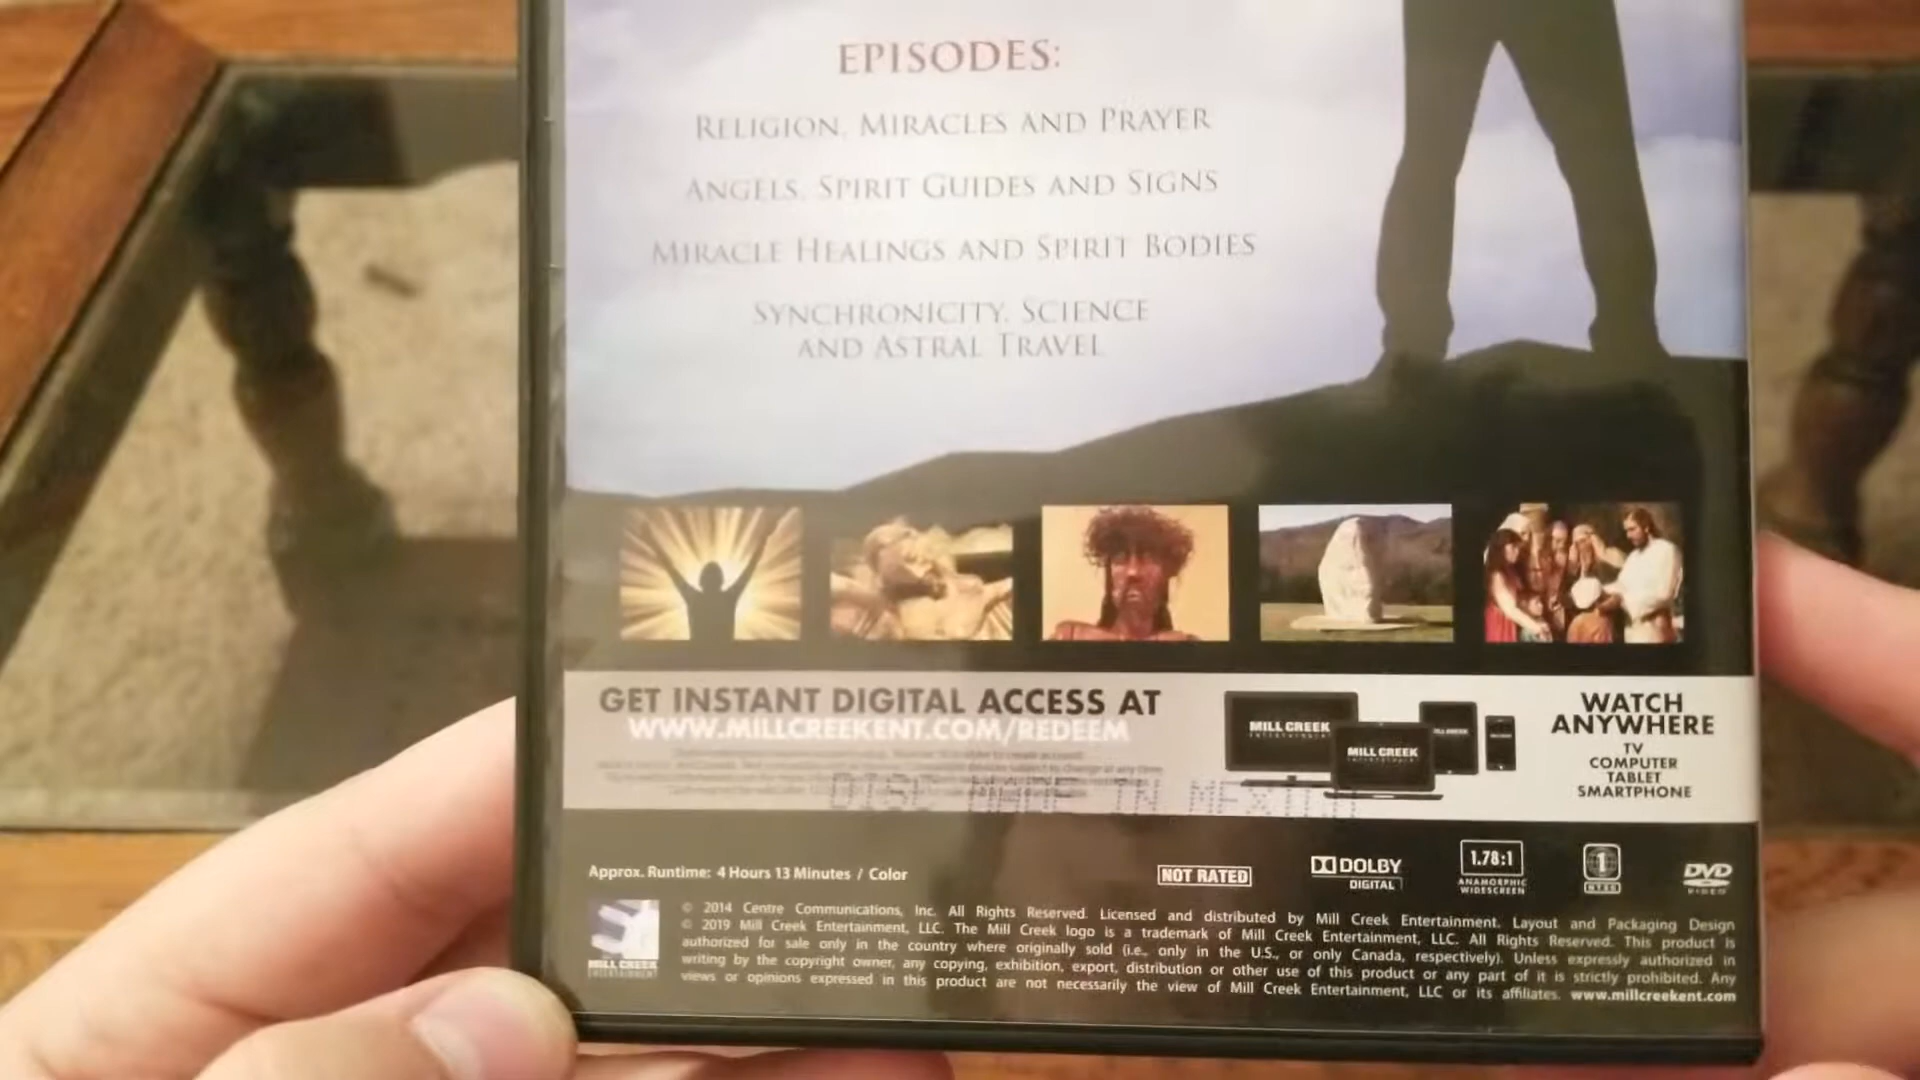 EPISODES:
RELIGION, MIRACLES AND PRAYER
ANGELS, SPIRIT GUIDES AND SIGNS
MIRACLE HEALINGS AND SPIRIT BODIES
SYNCHRONICITY, SCIENCE
AND ASTRAL TRAVEL
GET INSTANT DIGITAL ACCESS AT
WWW.MILLCREEKENT.COM/REDEEM
DISC MADE IN MEXICO
MILL CREEK
ENTERTAINMENT
MILL CREEK
WATCH
ANYWHERE
TV
COMPUTER
TABLET
SMARTPHONE
Approx. Runtime: 4 Hours 13 Minutes / Color
NOT RATED
DOLBY
DIGITAL
1.78:1
ANAMORPHIC
WIDESCREEN
1
NTSC
DVD
VIDEO
MILL CREEK
ENTERTAINMENT
© 2014 Centre Communications, Inc. All Rights Reserved. Licensed and distributed by Mill Creek Entertainment. Layout and Packaging Design
© 2019 Mill Creek Entertainment, LLC. The Mill Creek logo is a trademark of Mill Creek Entertainment, LLC. All Rights Reserved. This product is
authorized for sale only in the country where originally sold (i.e., only in the U.S., or only Canada, respectively). Unless expressly authorized in
writing by the copyright owner, any copying, exhibition, export, distribution or other use of this product or any part of it is strictly prohibited. Any
views or opinions expressed in this product are not necessarily the view of Mill Creek Entertainment, LLC or its affiliates. www.millcreekent.com